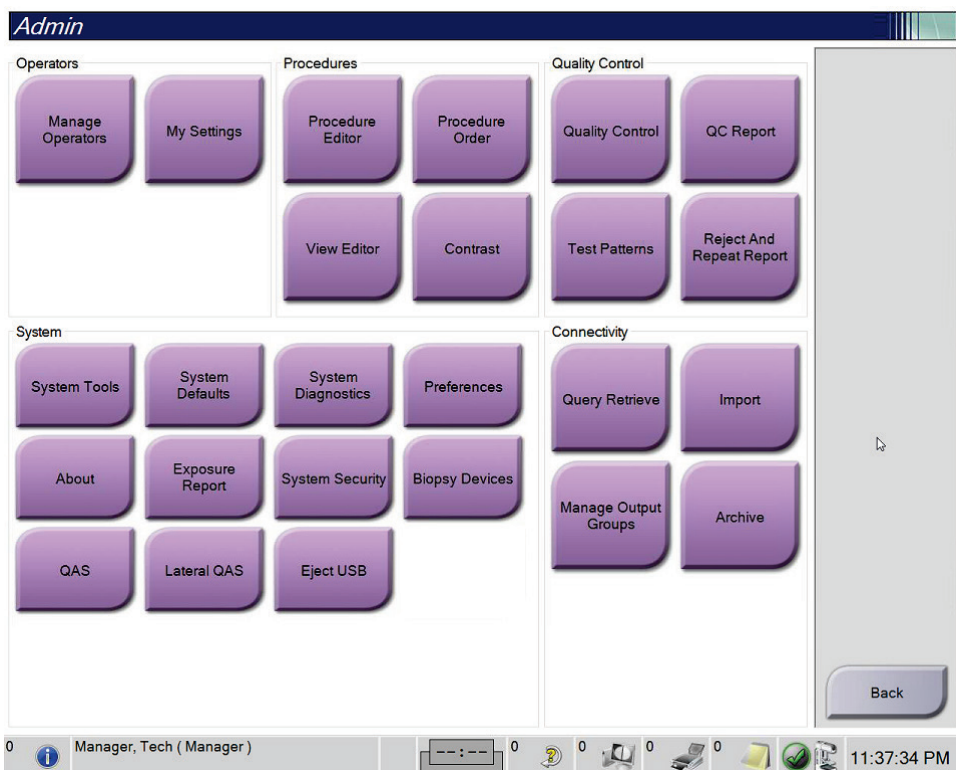 Admin
Operators
Manage
Operators
My Settings
Procedures
Procedure
Editor
Procedure
Order
View Editor
Contrast
Quality Control
Quality Control
QC Report
Test Patterns
Reject And
Repeat Report
System
System Tools
System
Defaults
System
Diagnostics
Preferences
About
Exposure
Report
System Security
Biopsy Devices
QAS
Lateral QAS
Eject USB
Connectivity
Query Retrieve
Import
Manage Output
Groups
Archive
Back
0 Manager, Tech ( Manager ) --:-- 0 0 0 0 11:37:34 PM